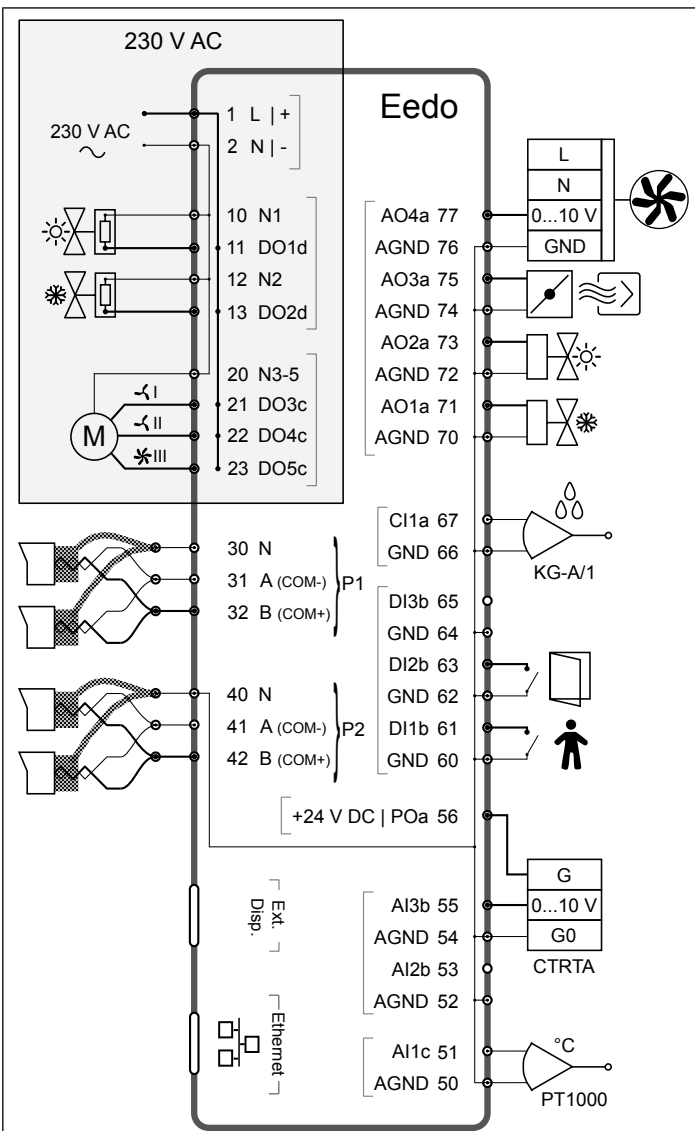 230 V AC
Eedo
230 V AC
1 L | +
2 N | -
10 N1
11 DO1d
12 N2
13 DO2d
20 N3-5
I
21 DO3c
II
22 DO4c
III
23 DO5c
M
30 N
31 A (COM-)
P1
32 B (COM+)
40 N
41 A (COM-)
P2
42 B (COM+)
Ext.
Disp.
Ethernet
AO4a 77
AGND 76
AO3a 75
AGND 74
AO2a 73
AGND 72
AO1a 71
AGND 70
CI1a 67
GND 66
DI3b 65
GND 64
DI2b 63
GND 62
DI1b 61
GND 60
+24 V DC | POa 56
AI3b 55
AGND 54
AI2b 53
AGND 52
AI1c 51
AGND 50
L
N
0...10 V
GND
KG-A/1
G
0...10 V
G0
CTRTA
°C
PT1000